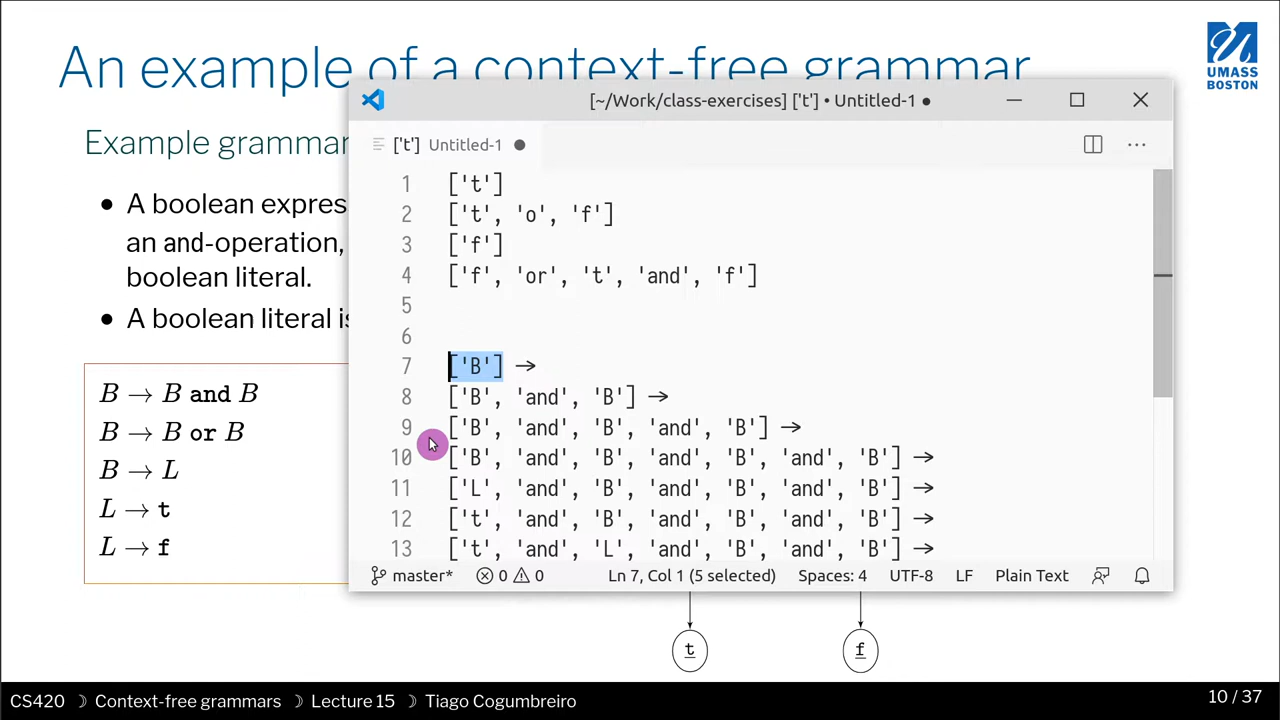 An example of a context-free grammar
UMASS
BOSTON
Example grammar
• A boolean expres
an and-operation,
boolean literal.
• A boolean literal is
B → B and B
B → B or B
B → L
L → t
L → f
[~/Work/class-exercises] ['t'] • Untitled-1 ●
['t'] Untitled-1 ●
1 ['t']
2 ['t', 'o', 'f']
3 ['f']
4 ['f', 'or', 't', 'and', 'f']
5
6
7 ['B'] →
8 ['B', 'and', 'B'] →
9 ['B', 'and', 'B', 'and', 'B'] →
10 ['B', 'and', 'B', 'and', 'B', 'and', 'B'] →
11 ['L', 'and', 'B', 'and', 'B', 'and', 'B'] →
12 ['t', 'and', 'B', 'and', 'B', 'and', 'B'] →
13 ['t', 'and', 'L', 'and', 'B', 'and', 'B'] →
master* 0 0 Ln 7, Col 1 (5 selected) Spaces: 4 UTF-8 LF Plain Text
t f
CS420 ☽ Context-free grammars ☽ Lecture 15 ☽ Tiago Cogumbreiro 10 / 37